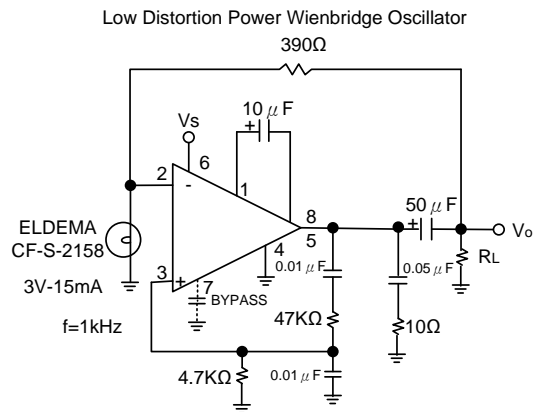 Low Distortion Power Wienbridge Oscillator
390Ω
10μF
+
Vs
6
2
-
1
50μF
+
8
5
Vo
ELDEMA
CF-S-2158
4
0.01μF
0.05μF
RL
3
+
7
BYPASS
3V-15mA
47KΩ
10Ω
f=1kHz
4.7KΩ
0.01μF